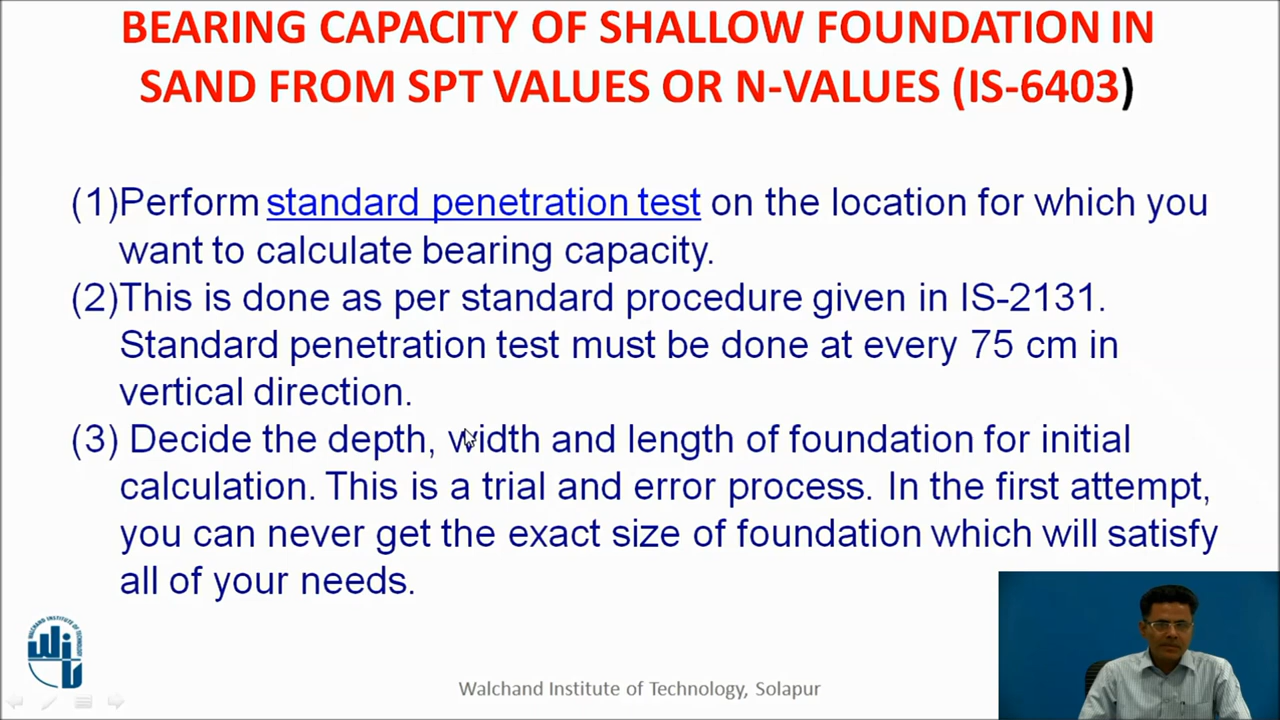 BEARING CAPACITY OF SHALLOW FOUNDATION IN
SAND FROM SPT VALUES OR N-VALUES (IS-6403)
(1)Perform standard penetration test on the location for which you
want to calculate bearing capacity.
(2)This is done as per standard procedure given in IS-2131.
Standard penetration test must be done at every 75 cm in
vertical direction.
(3) Decide the depth, width and length of foundation for initial
calculation. This is a trial and error process. In the first attempt,
you can never get the exact size of foundation which will satisfy
all of your needs.
WALCHAND INSTITUTE OF TECHNOLOGY
WIT
Walchand Institute of Technology, Solapur